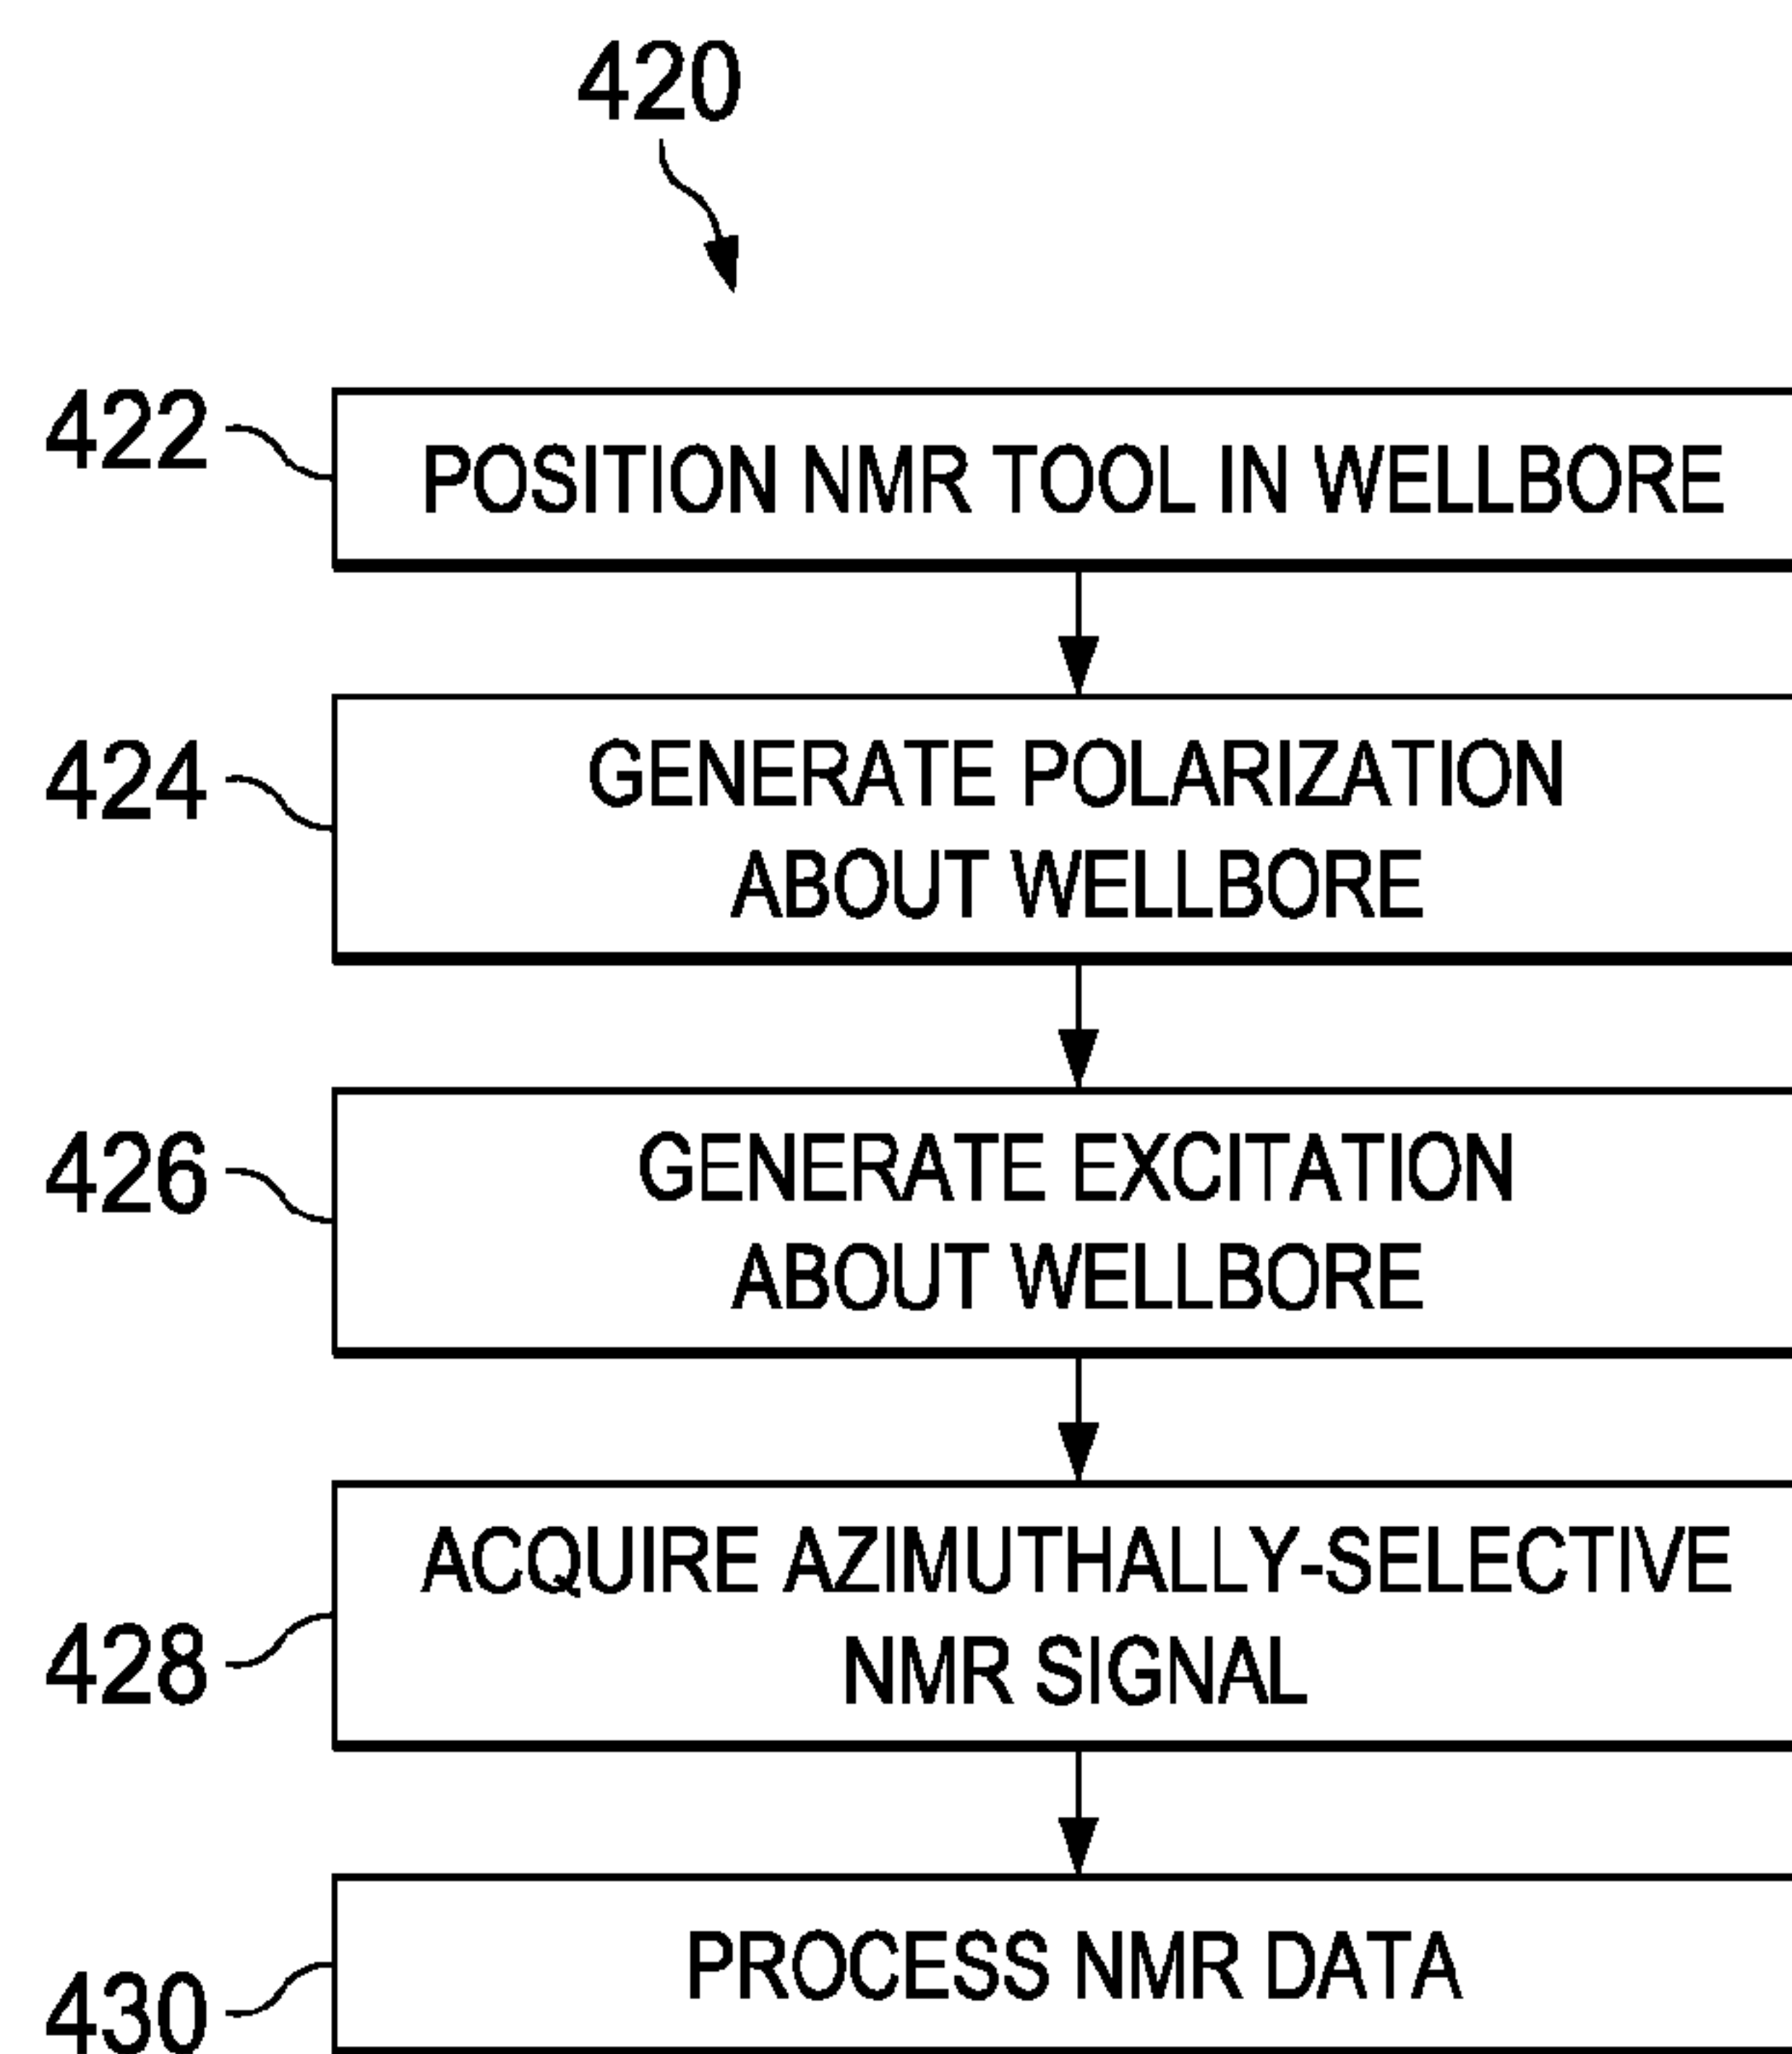 420
422
POSITION NMR TOOL IN WELLBORE
424
GENERATE POLARIZATION
ABOUT WELLBORE
426
GENERATE EXCITATION
ABOUT WELLBORE
428
ACQUIRE AZIMUTHALLY-SELECTIVE
NMR SIGNAL
430
PROCESS NMR DATA